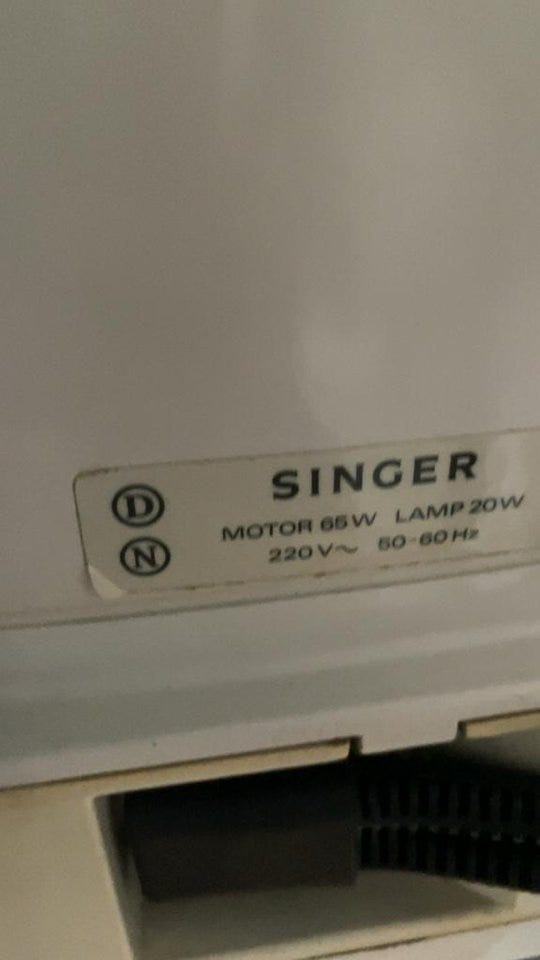 SINGER
D
MOTOR 65W LAMP 20W
N
220V~ 50-60Hz